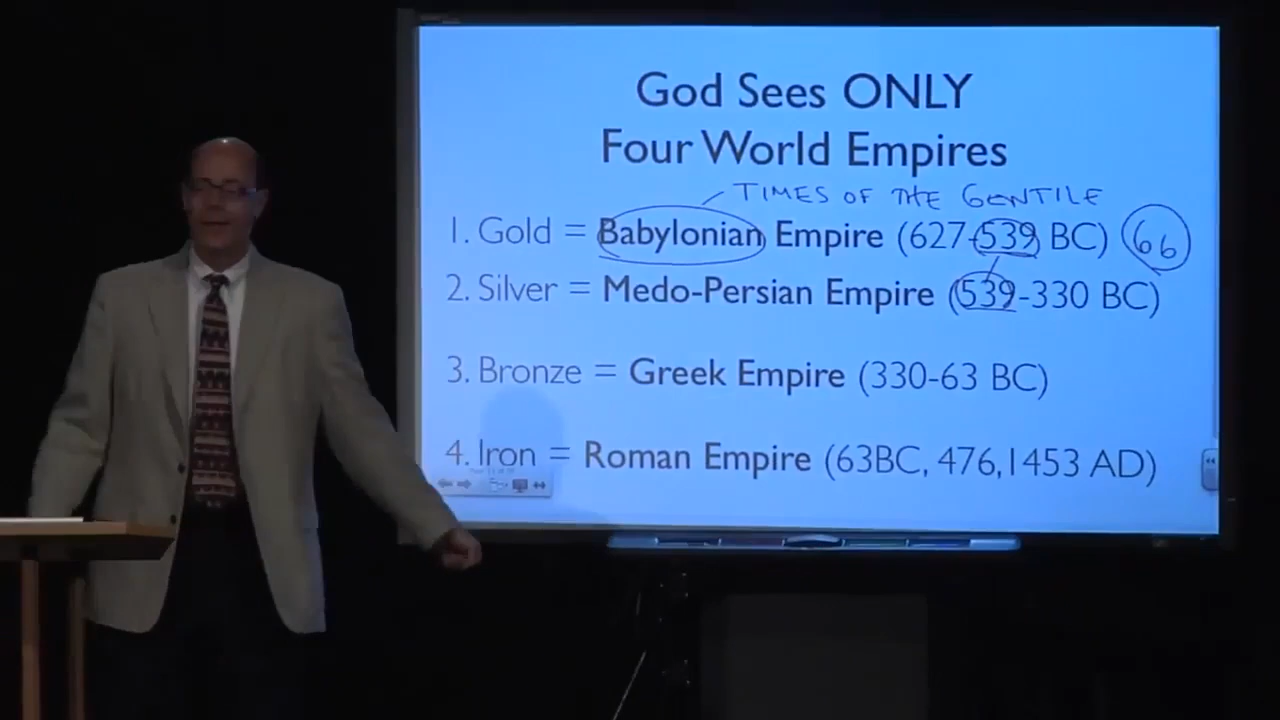 God Sees ONLY
Four World Empires
TIMES OF THE GENTILE
1. Gold = Babylonian Empire (627-539 BC) 66
2. Silver = Medo-Persian Empire (539-330 BC)
3. Bronze = Greek Empire (330-63 BC)
4. Iron = Roman Empire (63BC, 476,1453 AD)